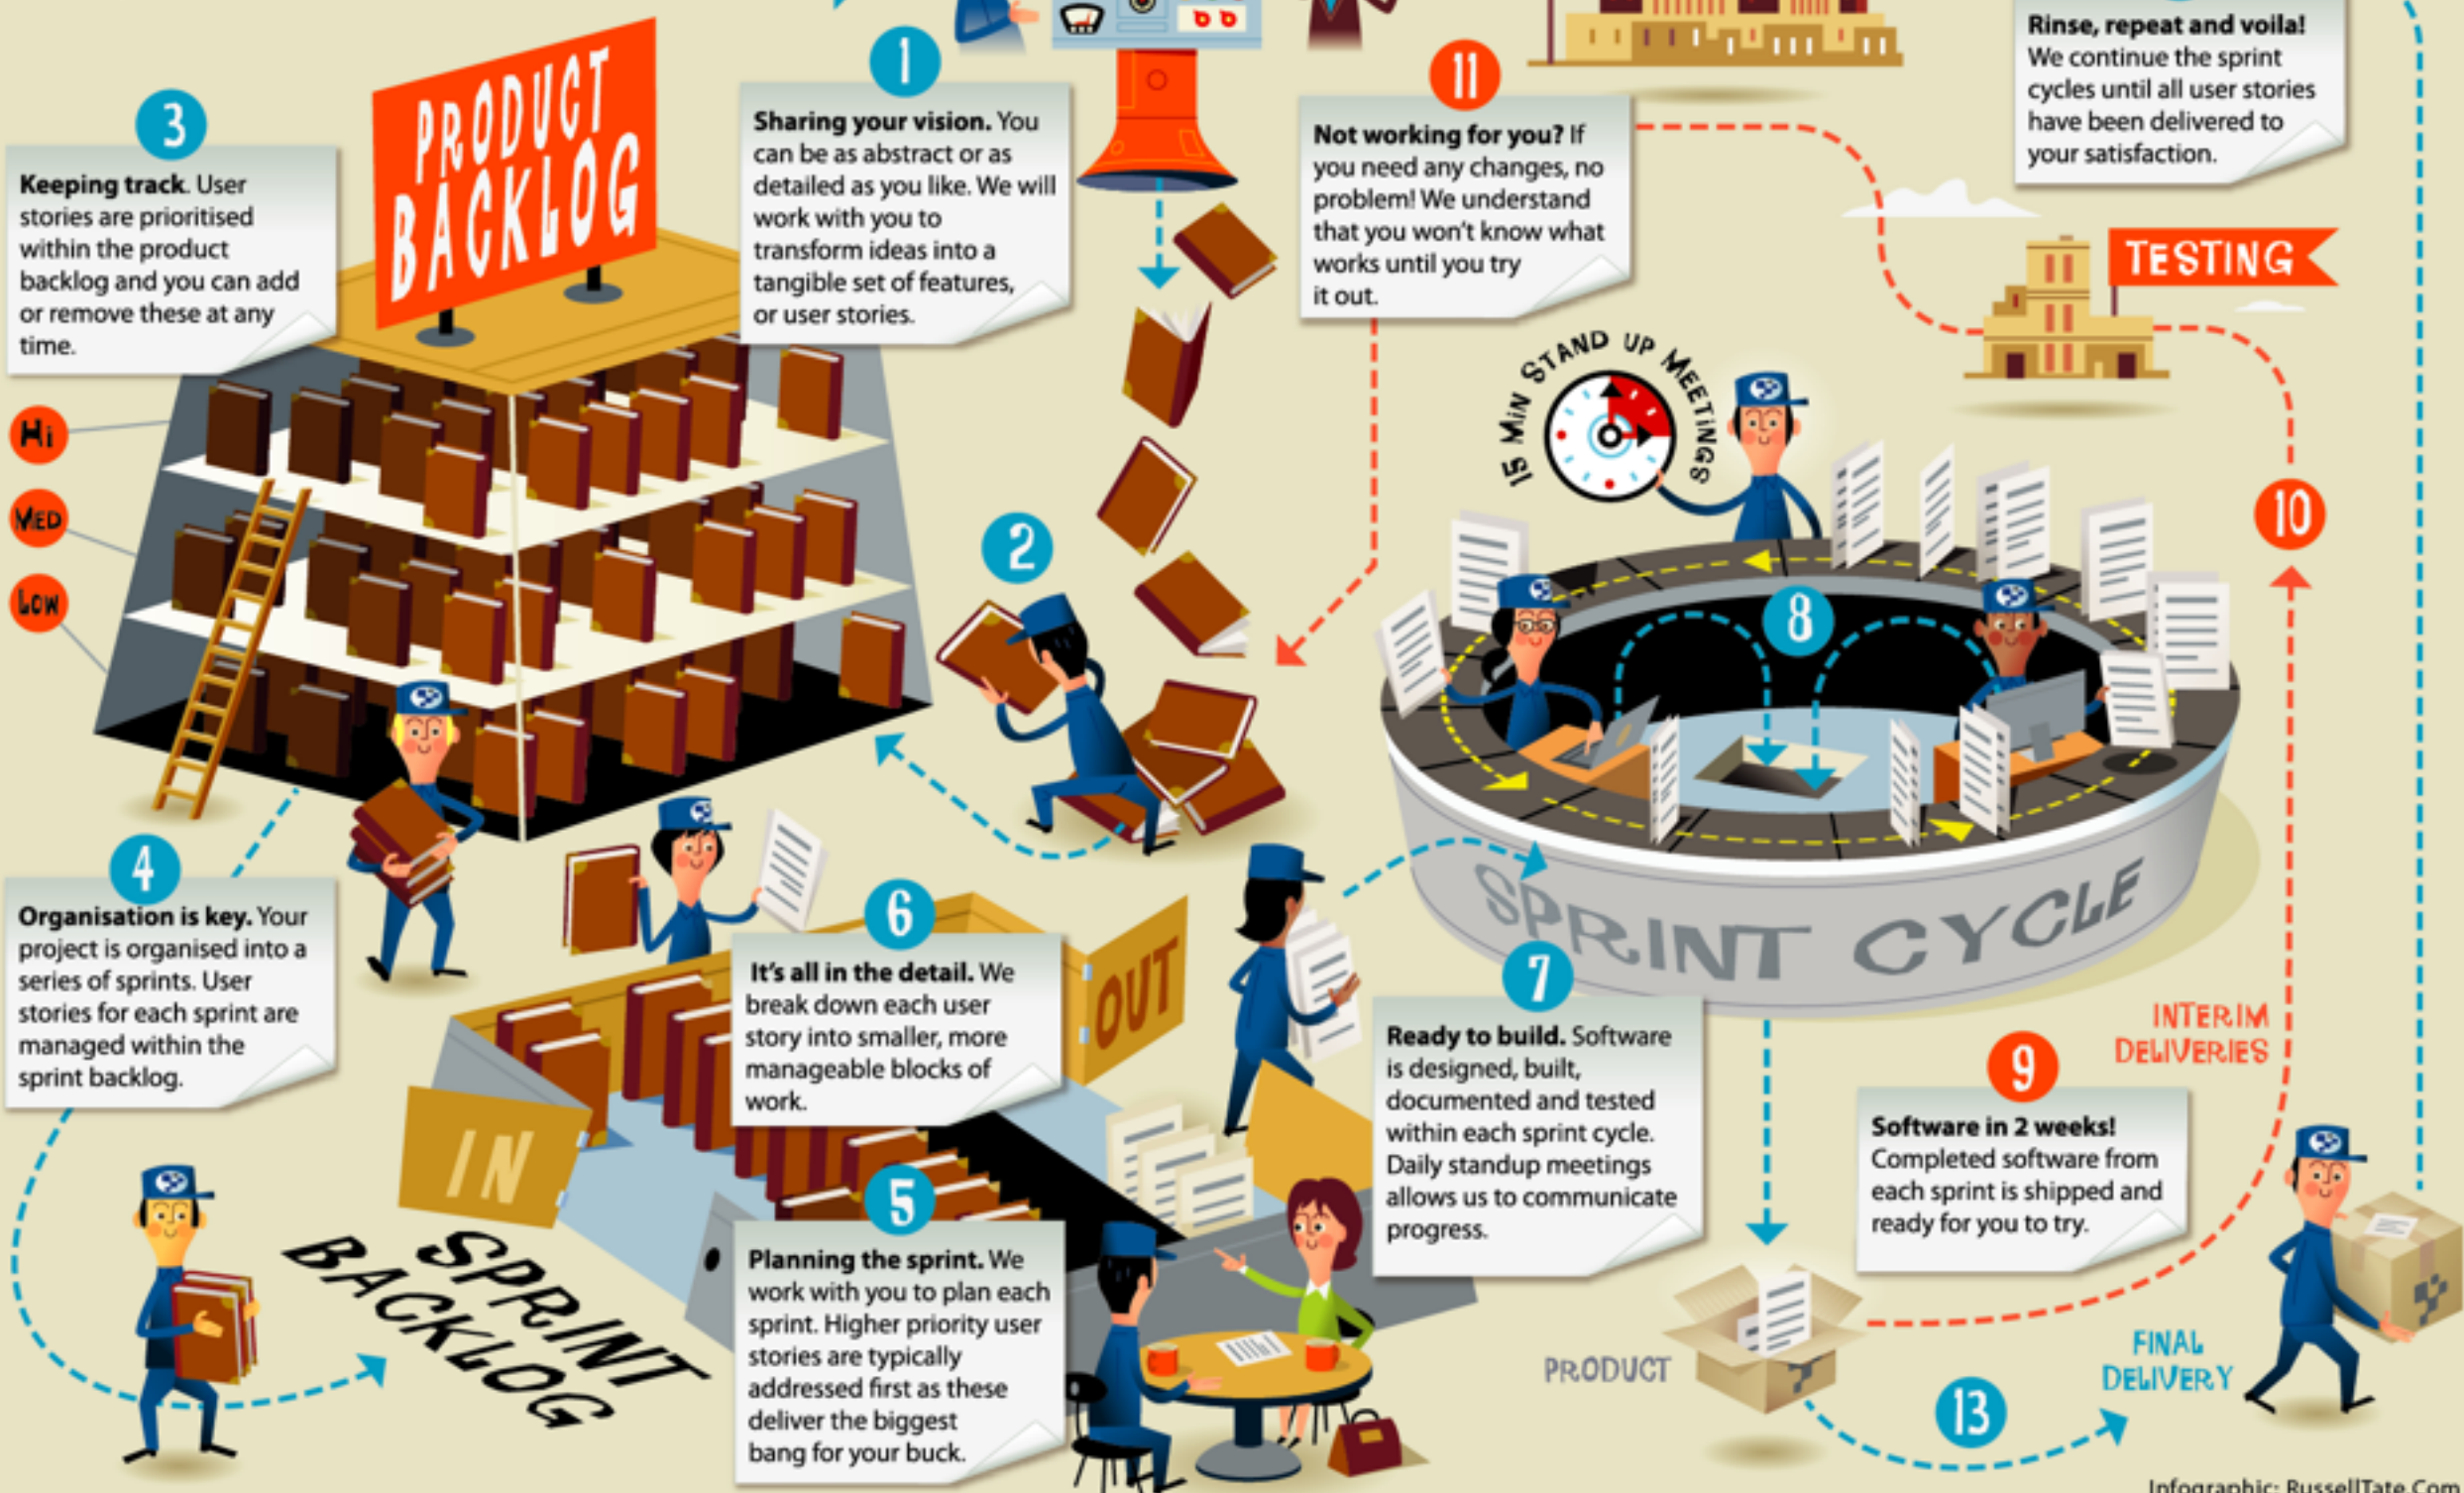 1
Sharing your vision. You
can be as abstract or as
detailed as you like. We will
work with you to
transform ideas into a
tangible set of features,
or user stories.
2
3
Keeping track. User
stories are prioritised
within the product
backlog and you can add
or remove these at any
time.
PRODUCT
BACKLOG
Hi
MED
LOW
4
Organisation is key. Your
project is organised into a
series of sprints. User
stories for each sprint are
managed within the
sprint backlog.
IN
SPRINT
BACKLOG
5
Planning the sprint. We
work with you to plan each
sprint. Higher priority user
stories are typically
addressed first as these
deliver the biggest
bang for your buck.
6
It's all in the detail. We
break down each user
story into smaller, more
manageable blocks of
work.
OUT
7
Ready to build. Software
is designed, built,
documented and tested
within each sprint cycle.
Daily standup meetings
allows us to communicate
progress.
15 MiN STAND UP MEETINGS
8
SPRINT CYCLE
9
Software in 2 weeks!
Completed software from
each sprint is shipped and
ready for you to try.
INTERIM
DELIVERIES
10
TESTING
11
Not working for you? If
you need any changes, no
problem! We understand
that you won't know what
works until you try
it out.
Rinse, repeat and voila!
We continue the sprint
cycles until all user stories
have been delivered to
your satisfaction.
PRODUCT
13
FINAL
DELIVERY
Infographic: RussellTate.Com